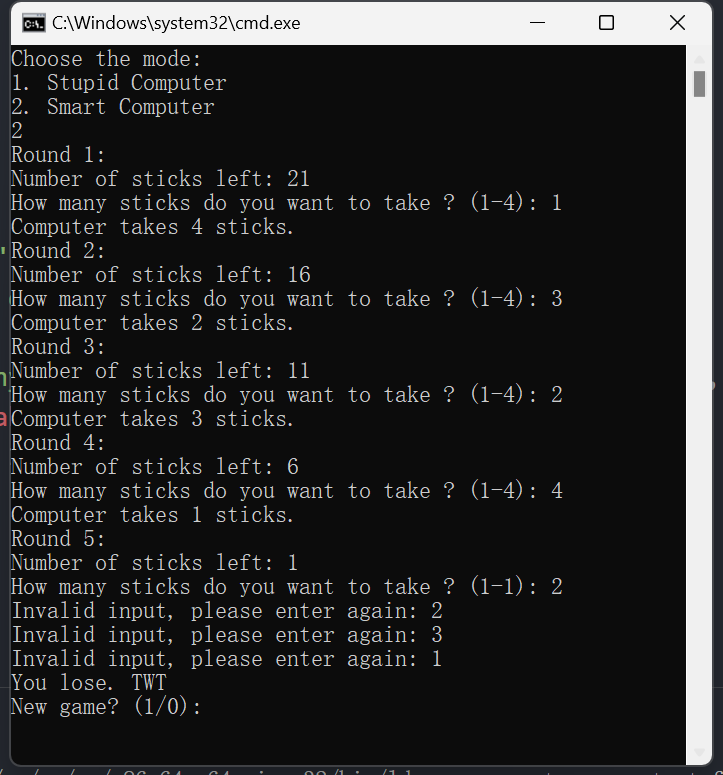 C:\Windows\system32\cmd.exe
Choose the mode:
1. Stupid Computer
2. Smart Computer
2
Round 1:
Number of sticks left: 21
How many sticks do you want to take ? (1-4): 1
Computer takes 4 sticks.
Round 2:
Number of sticks left: 16
How many sticks do you want to take ? (1-4): 3
Computer takes 2 sticks.
Round 3:
Number of sticks left: 11
How many sticks do you want to take ? (1-4): 2
Computer takes 3 sticks.
Round 4:
Number of sticks left: 6
How many sticks do you want to take ? (1-4): 4
Computer takes 1 sticks.
Round 5:
Number of sticks left: 1
How many sticks do you want to take ? (1-1): 2
Invalid input, please enter again: 2
Invalid input, please enter again: 3
Invalid input, please enter again: 1
You lose. TWT
New game? (1/0):